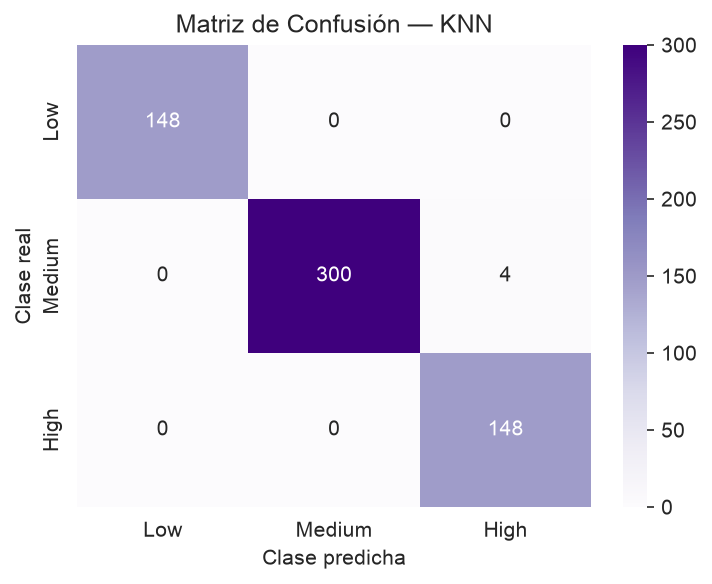 Matriz de Confusión — KNN
Clase real
Low
148 0 0
Medium
0 300 4
High
0 0 148
Low Medium High
Clase predicha
300
250
200
150
100
50
0